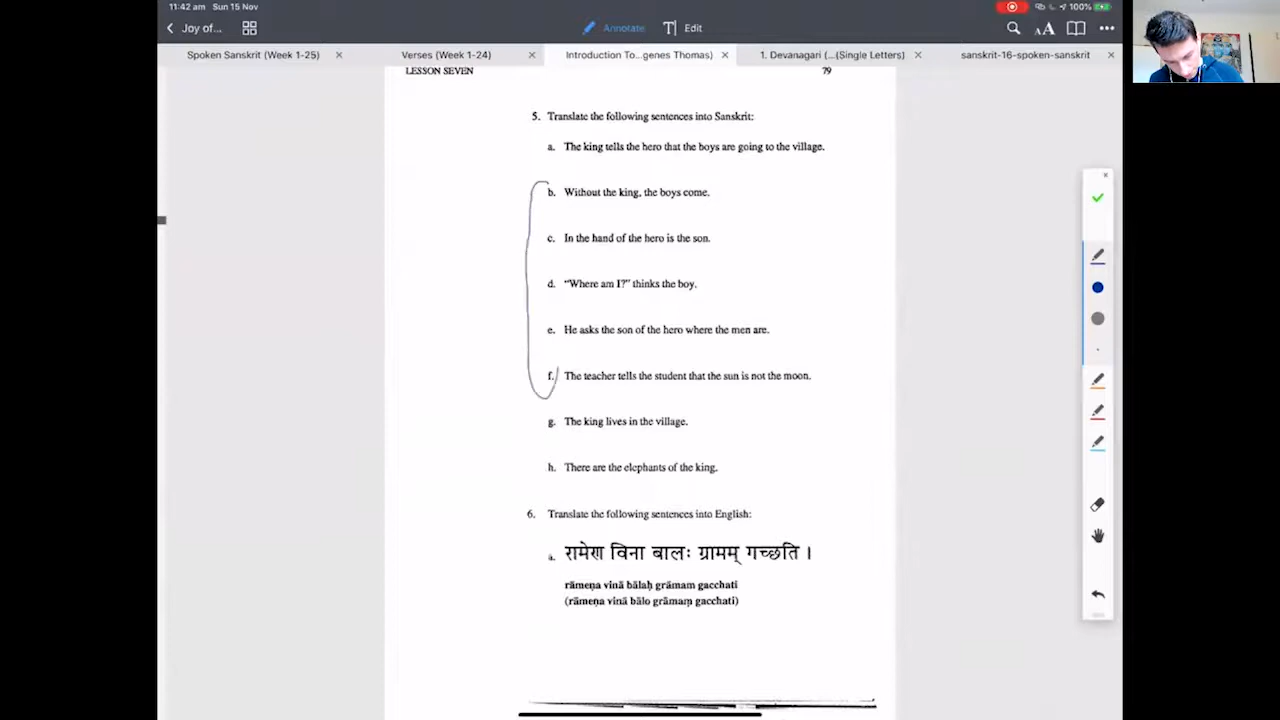 11:42 am Sun 15 Nov
100%
Joy of...
Annotate
Edit
AA
Spoken Sanskrit (Week 1-25)
Verses (Week 1-24)
Introduction To...genes Thomas)
1. Devanagari (...(Single Letters)
sanskrit-16-spoken-sanskrit
LESSON SEVEN 79
5. Translate the following sentences into Sanskrit:
a. The king tells the hero that the boys are going to the village.
b. Without the king, the boys come.
c. In the hand of the hero is the son.
d. “Where am I?” thinks the boy.
e. He asks the son of the hero where the men are.
f. The teacher tells the student that the sun is not the moon.
g. The king lives in the village.
h. There are the elephants of the king.
6. Translate the following sentences into English:
a. रामेण विना बालः ग्रामम् गच्छति ।
rāmeṇa vinā bālaḥ grāmam gacchati
(rāmeṇa vinā bālo grāmaṃ gacchati)